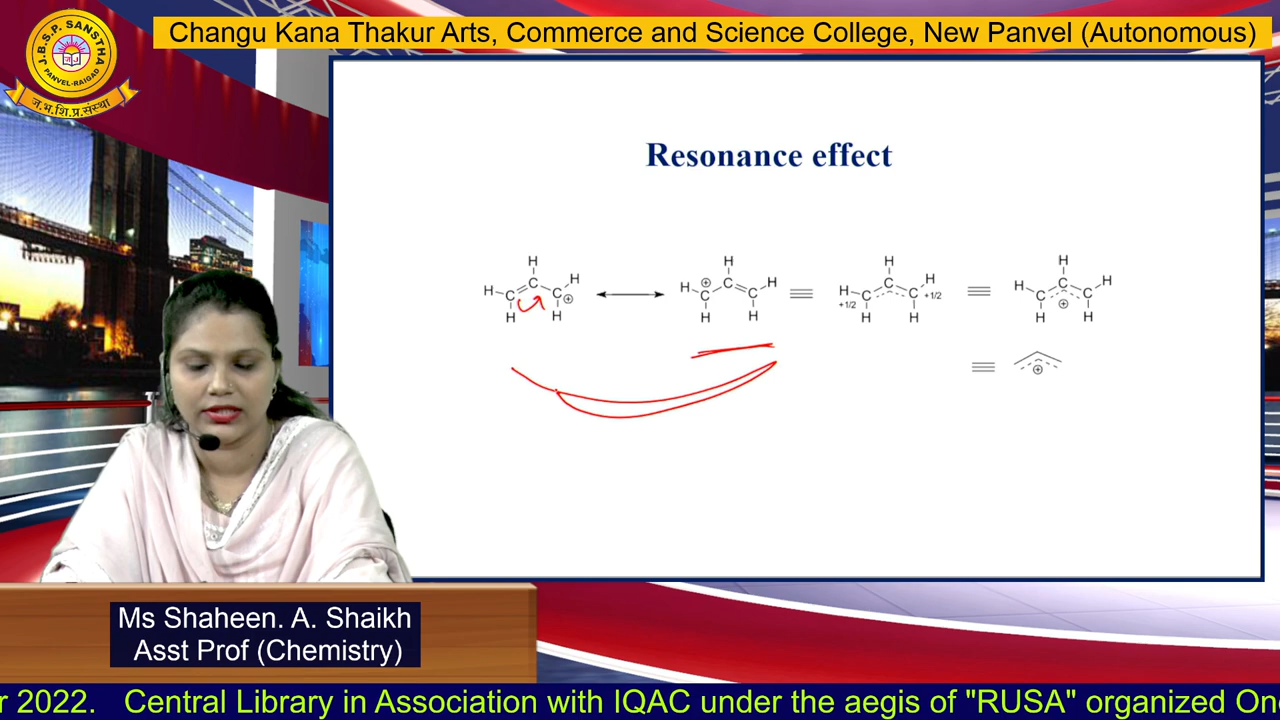 Changu Kana Thakur Arts, Commerce and Science College, New Panvel (Autonomous)
J.B.S.P. SANSTHA
PANVEL-RAIGAD
ज.भ.शि.प्र.संस्था
Resonance effect
H H H H
H C C C ⊕ H ⊕ C C C H H C C C H H C C C H
+1/2 +1/2
H H H H H H ⊕ H H
⊕
Ms Shaheen. A. Shaikh
Asst Prof (Chemistry)
r 2022. Central Library in Association with IQAC under the aegis of "RUSA" organized On